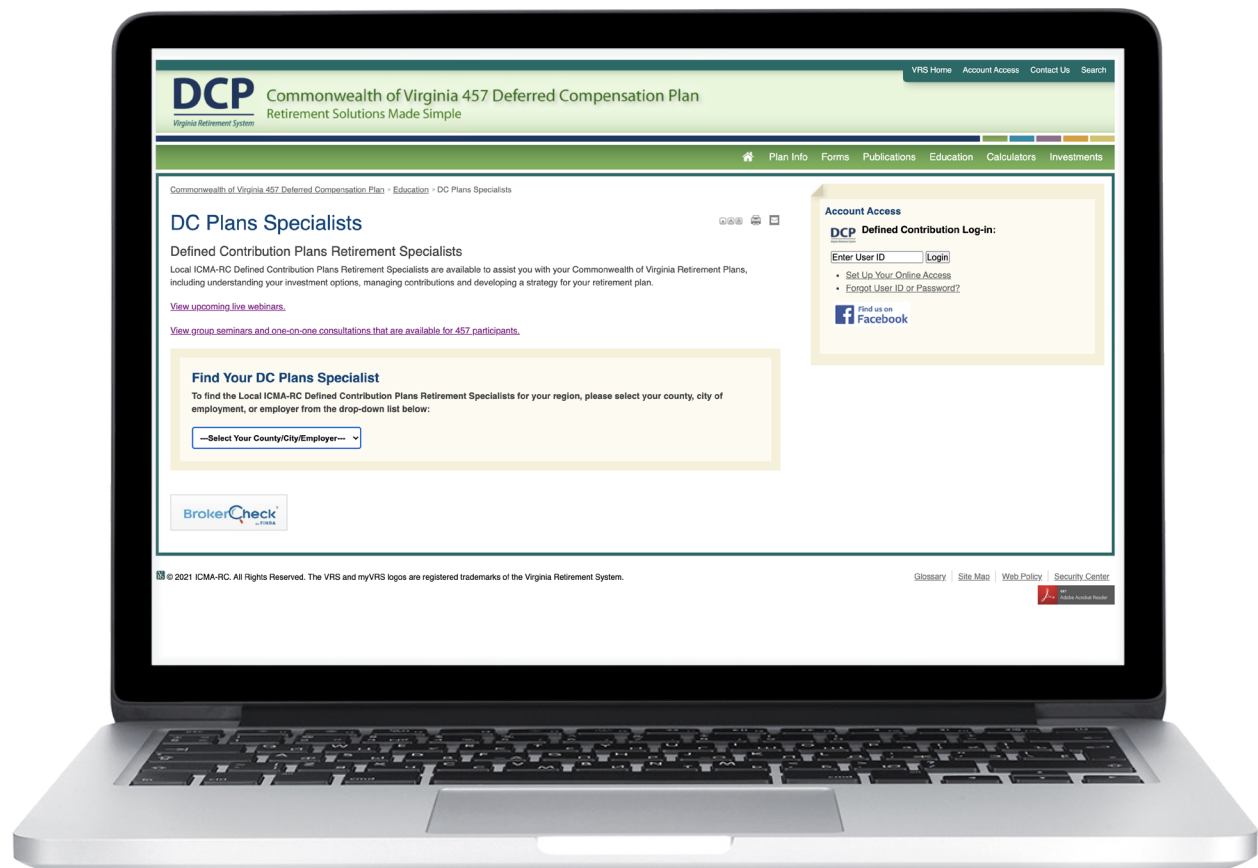 VRS Home Account Access Contact Us Search
DCP
Virginia Retirement System
Commonwealth of Virginia 457 Deferred Compensation Plan
Retirement Solutions Made Simple
Plan Info Forms Publications Education Calculators Investments
Commonwealth of Virginia 457 Deferred Compensation Plan > Education > DC Plans Specialists
DC Plans Specialists
Defined Contribution Plans Retirement Specialists
Local ICMA-RC Defined Contribution Plans Retirement Specialists are available to assist you with your Commonwealth of Virginia Retirement Plans,
including understanding your investment options, managing contributions and developing a strategy for your retirement plan.
View upcoming live webinars.
View group seminars and one-on-one consultations that are available for 457 participants.
Find Your DC Plans Specialist
To find the Local ICMA-RC Defined Contribution Plans Retirement Specialists for your region, please select your county, city of
employment, or employer from the drop-down list below:
---Select Your County/City/Employer---
BrokerCheck
by FINRA
Account Access
DCP
Defined Contribution Log-in:
Enter User ID Login
Set Up Your Online Access
Forgot User ID or Password?
Find us on
Facebook
© 2021 ICMA-RC. All Rights Reserved. The VRS and myVRS logos are registered trademarks of the Virginia Retirement System.
Glossary Site Map Web Policy Security Center
GET
Adobe Acrobat Reader